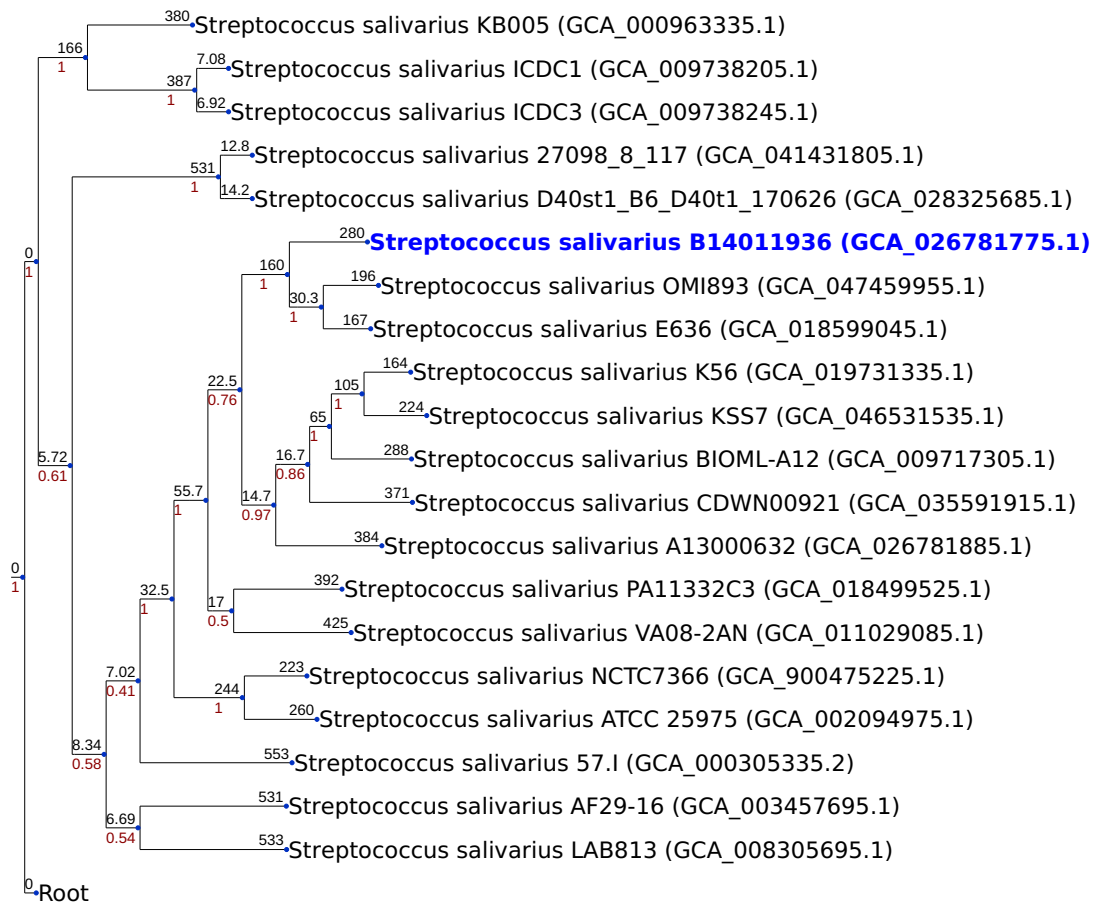 380 Streptococcus salivarius KB005 (GCA_000963335.1)
166
1
7.08 Streptococcus salivarius ICDC1 (GCA_009738205.1)
387
1
6.92 Streptococcus salivarius ICDC3 (GCA_009738245.1)
12.8 Streptococcus salivarius 27098_8_117 (GCA_041431805.1)
531
1
14.2 Streptococcus salivarius D40st1_B6_D40t1_170626 (GCA_028325685.1)
280 Streptococcus salivarius B14011936 (GCA_026781775.1)
0
1
160
1
196 Streptococcus salivarius OMI893 (GCA_047459955.1)
30.3
1
167 Streptococcus salivarius E636 (GCA_018599045.1)
164 Streptococcus salivarius K56 (GCA_019731335.1)
22.5
0.76
105
1
224 Streptococcus salivarius KSS7 (GCA_046531535.1)
65
1
288 Streptococcus salivarius BIOML-A12 (GCA_009717305.1)
5.72
0.61
16.7
0.86
371 Streptococcus salivarius CDWN00921 (GCA_035591915.1)
55.7
1
14.7
0.97
384 Streptococcus salivarius A13000632 (GCA_026781885.1)
0
1
392 Streptococcus salivarius PA11332C3 (GCA_018499525.1)
32.5
1
17
0.5
425 Streptococcus salivarius VA08-2AN (GCA_011029085.1)
223 Streptococcus salivarius NCTC7366 (GCA_900475225.1)
7.02
0.41
244
1
260 Streptococcus salivarius ATCC 25975 (GCA_002094975.1)
8.34
0.58
553 Streptococcus salivarius 57.I (GCA_000305335.2)
531 Streptococcus salivarius AF29-16 (GCA_003457695.1)
6.69
0.54
533 Streptococcus salivarius LAB813 (GCA_008305695.1)
0 Root